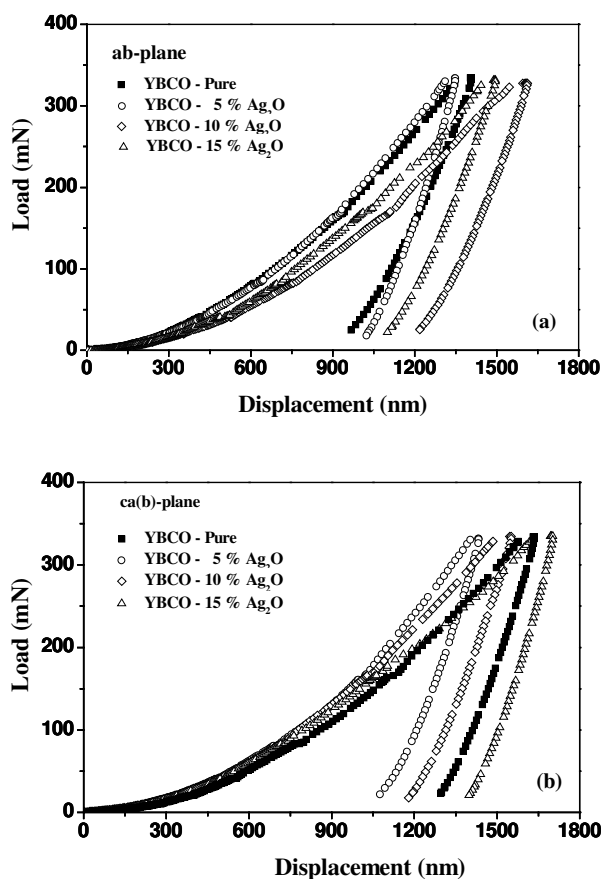 400
300
200
100
0
Load (mN)
ab-plane
YBCO - Pure
YBCO - 5 % Ag₂O
YBCO - 10 % Ag₂O
YBCO - 15 % Ag₂O
(a)
0 300 600 900 1200 1500 1800
Displacement (nm)
400
300
200
100
0
Load (mN)
ca(b)-plane
YBCO - Pure
YBCO - 5 % Ag₂O
YBCO - 10 % Ag₂O
YBCO - 15 % Ag₂O
(b)
0 300 600 900 1200 1500 1800
Displacement (nm)